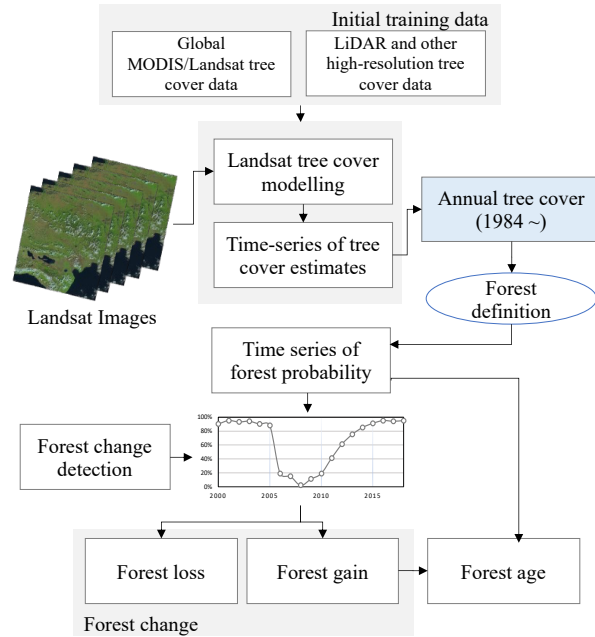 Initial training data
Global
MODIS/Landsat tree
cover data
LiDAR and other
high-resolution tree
cover data
Landsat tree cover
modelling
Time-series of tree
cover estimates
Annual tree cover
(1984 ~)
Landsat Images
Forest
definition
Time series of
forest probability
Forest change
detection
100%
80%
60%
40%
20%
0%
2000 2005 2010 2015
Forest loss
Forest gain
Forest age
Forest change